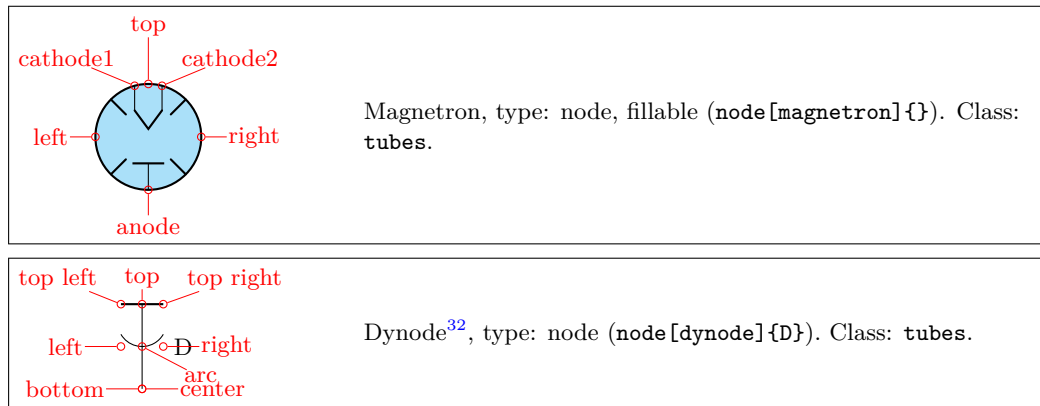 top
cathode1 cathode2
left right
anode
Magnetron, type: node, fillable (node[magnetron]{}). Class:
tubes.
top left top top right
left D right
arc
bottom center
Dynode32, type: node (node[dynode]{D}). Class: tubes.